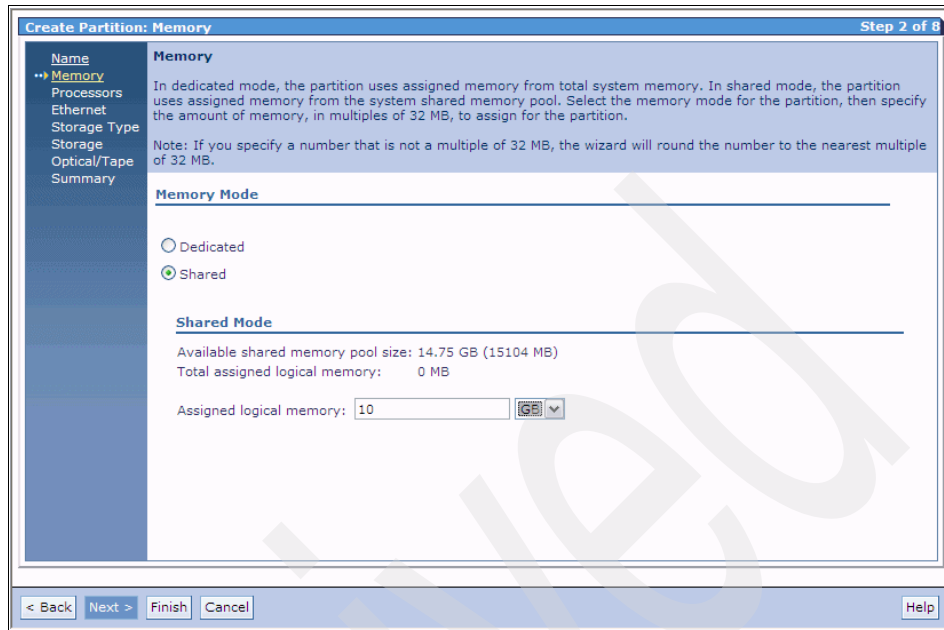 Create Partition: Memory
Step 2 of 8
Name
Memory
Processors
Ethernet
Storage Type
Storage
Optical/Tape
Summary
Memory
In dedicated mode, the partition uses assigned memory from total system memory. In shared mode, the partition
uses assigned memory from the system shared memory pool. Select the memory mode for the partition, then specify
the amount of memory, in multiples of 32 MB, to assign for the partition.
Note: If you specify a number that is not a multiple of 32 MB, the wizard will round the number to the nearest multiple
of 32 MB.
Memory Mode
Dedicated
Shared
Shared Mode
Available shared memory pool size: 14.75 GB (15104 MB)
Total assigned logical memory: 0 MB
Assigned logical memory: 10 GB
< Back Next > Finish Cancel Help